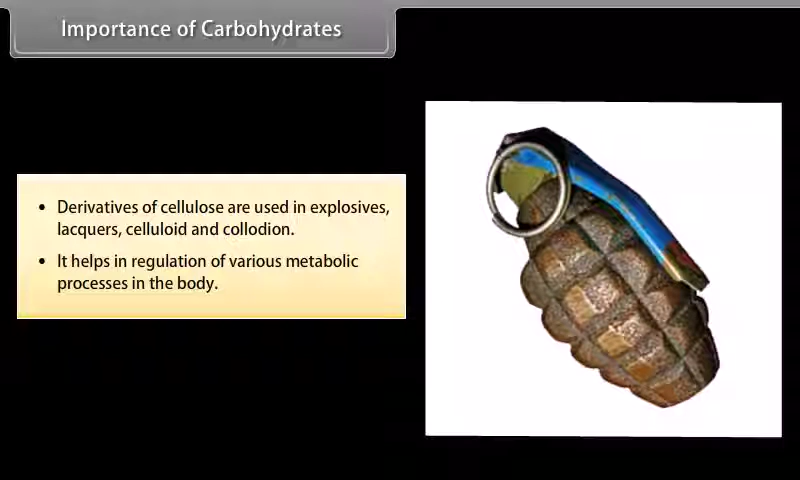 Importance of Carbohydrates
• Derivatives of cellulose are used in explosives,
lacquers, celluloid and collodion.
• It helps in regulation of various metabolic
processes in the body.